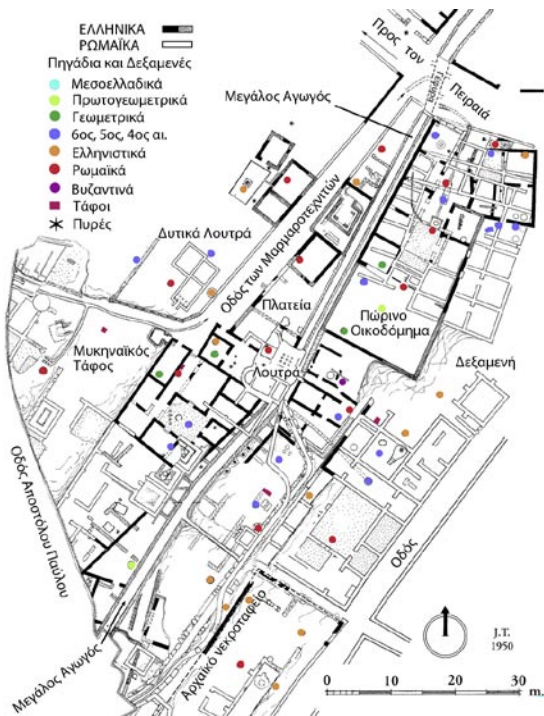 ΕΛΛΗΝΙΚΑ
ΡΩΜΑΪΚΑ
Πηγάδια και Δεξαμενές
Μεσοελλαδικά
Πρωτογεωμετρικά
Γεωμετρικά
6ος, 5ος, 4ος αι.
Ελληνιστικά
Ρωμαϊκά
Βυζαντινά
Τάφοι
Πυρές
Προς τον
Πειραιά
Μεγάλος Αγωγός
Οδός των Μαρμαροτεχνιτών
Δυτικά Λουτρά
Πλατεία
Πώρινο
Οικοδόμημα
Μυκηναϊκός
Τάφος
Λουτρά
Δεξαμενή
Οδός Αποστόλου Παύλου
Οδός
Αρχαϊκό νεκροταφείο
Μεγάλος Αγωγός
J.T.
1950
0 10 20 30 m.